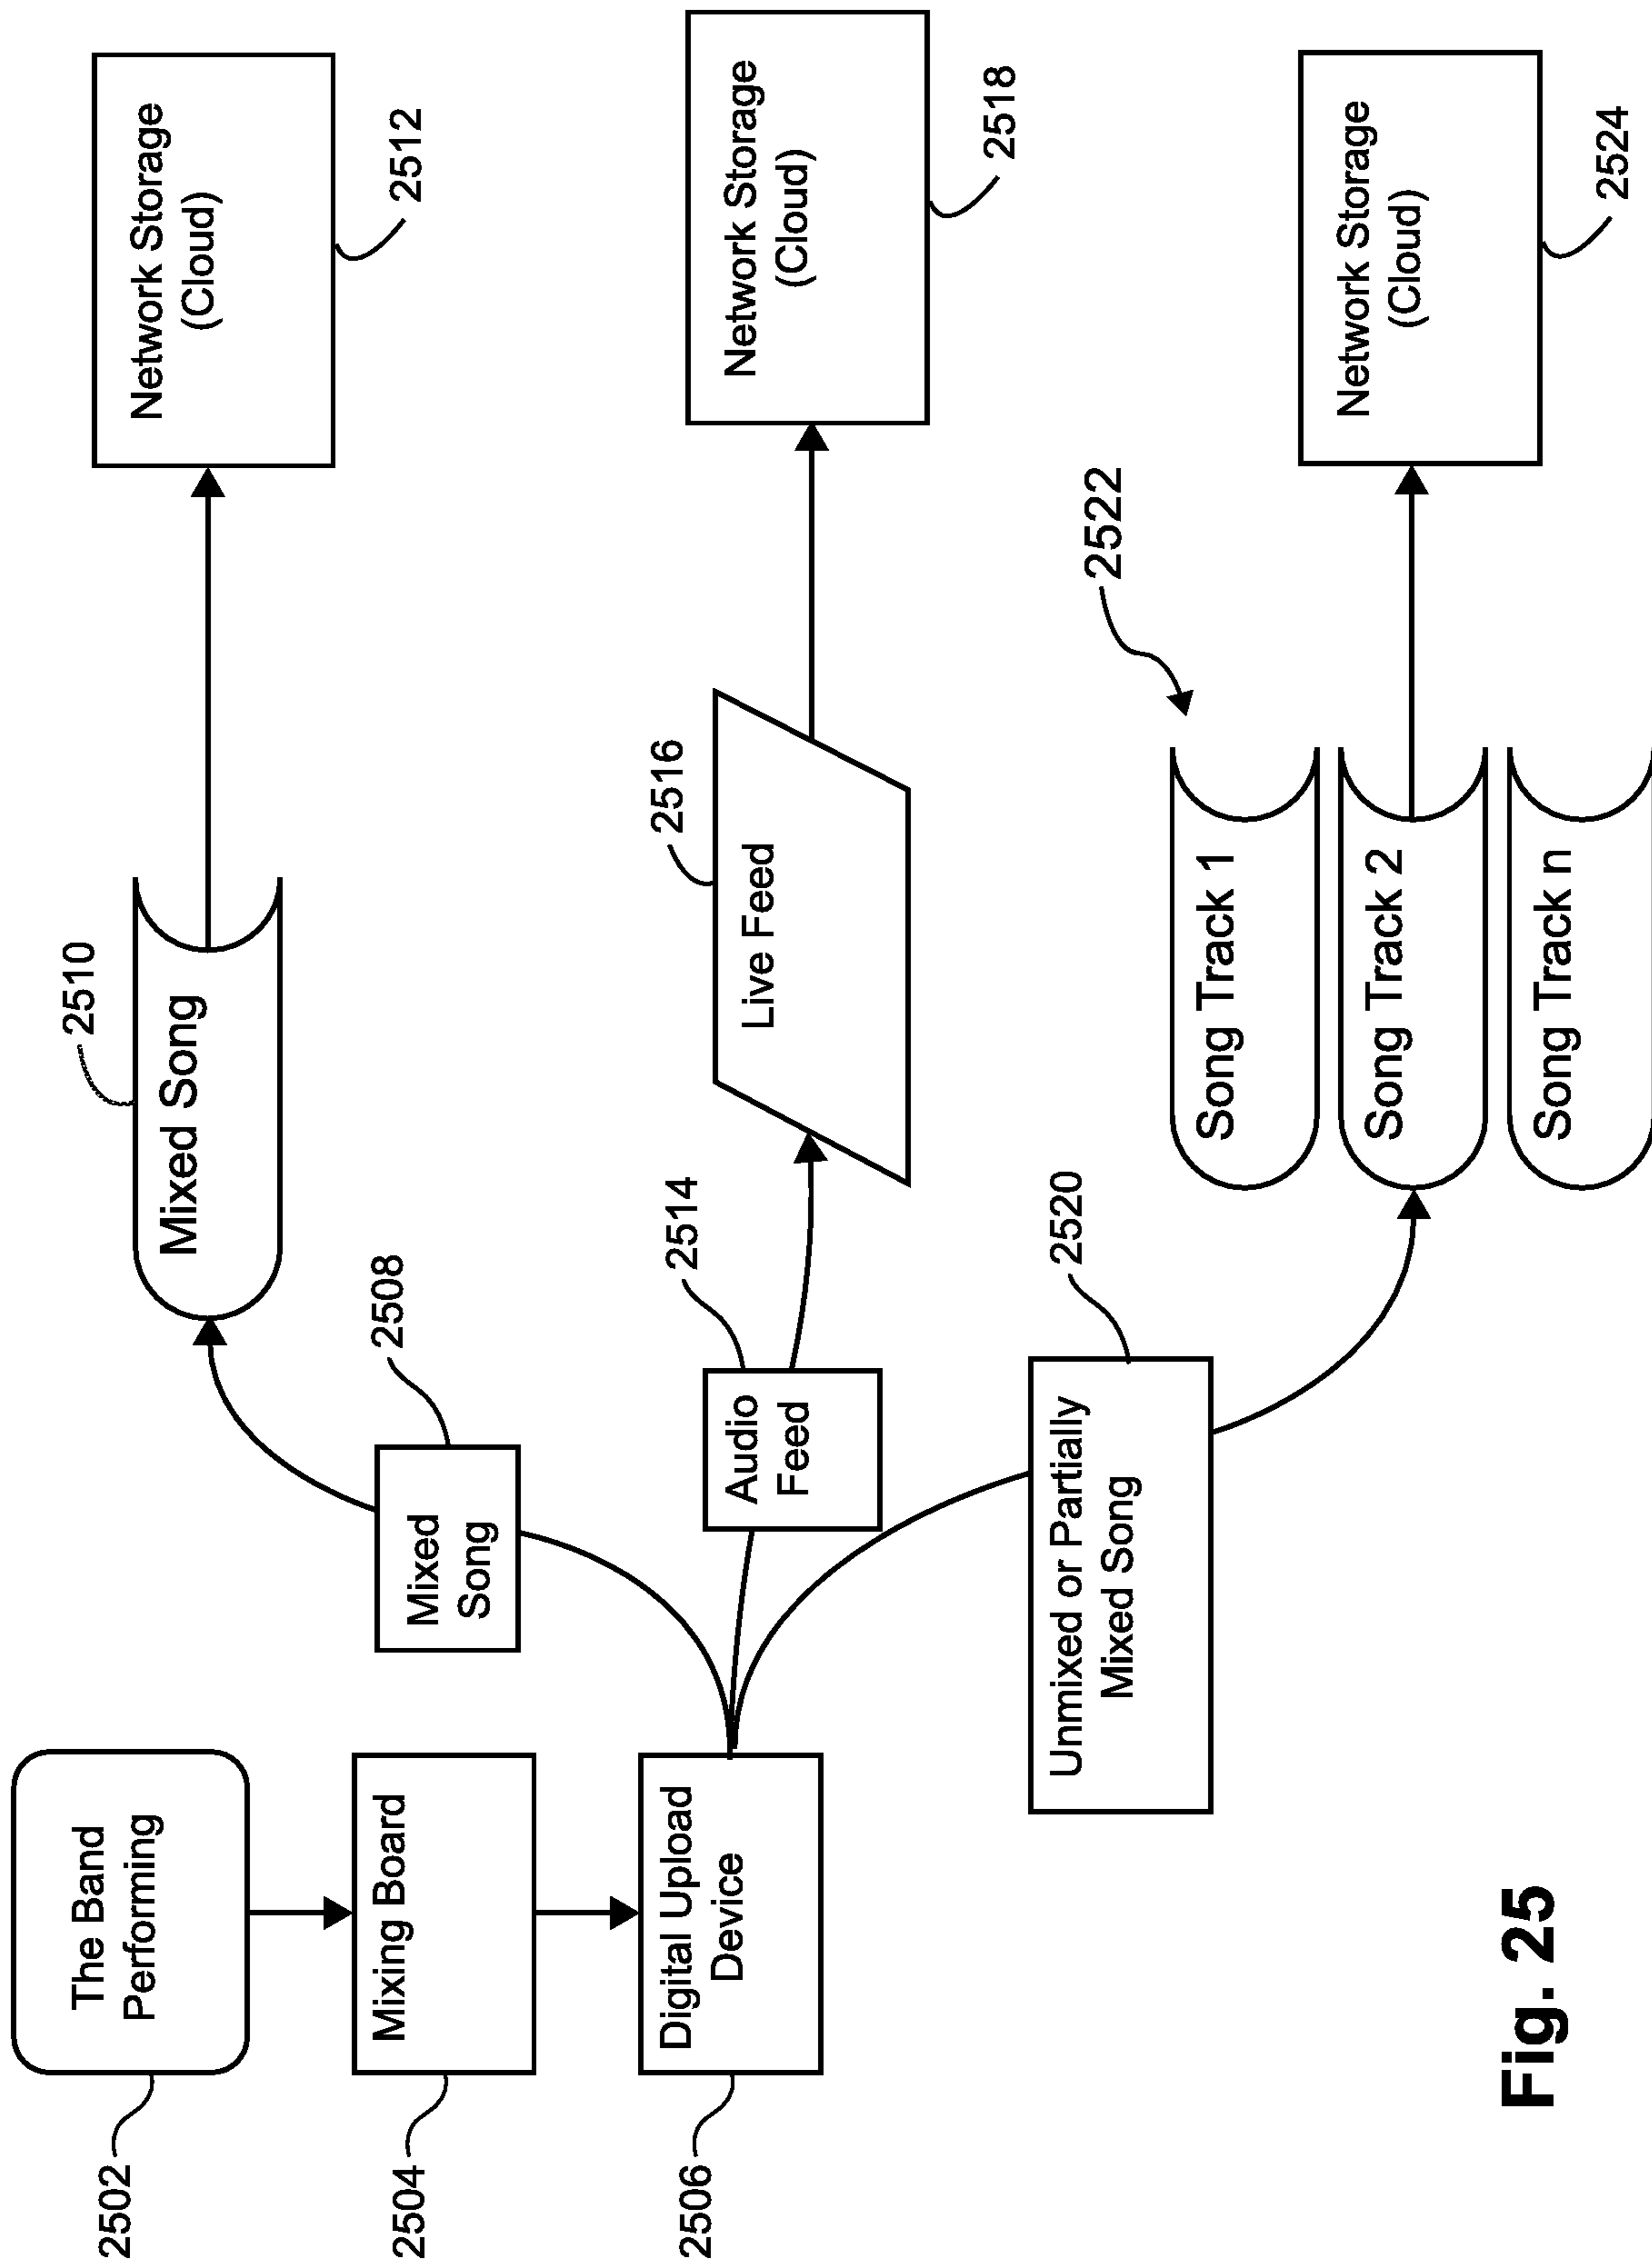 2502
The Band
Performing
2504
Mixing Board
2506
Digital Upload
Device
2508
Mixed
Song
2510
Mixed Song
2512
Network Storage
(Cloud)
2514
Audio
Feed
2516
Live Feed
2518
Network Storage
(Cloud)
2520
Unmixed or Partially
Mixed Song
2522
Song Track 1
Song Track 2
Song Track n
2524
Network Storage
(Cloud)
Fig. 25